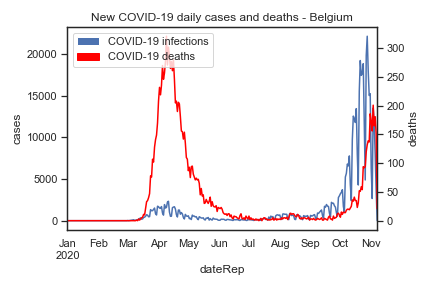 New COVID-19 daily cases and deaths - Belgium
COVID-19 infections
COVID-19 deaths
20000
15000
10000
5000
0
cases
300
250
200
150
100
50
0
deaths
Jan Feb Mar Apr May Jun Jul Aug Sep Oct Nov
2020
dateRep